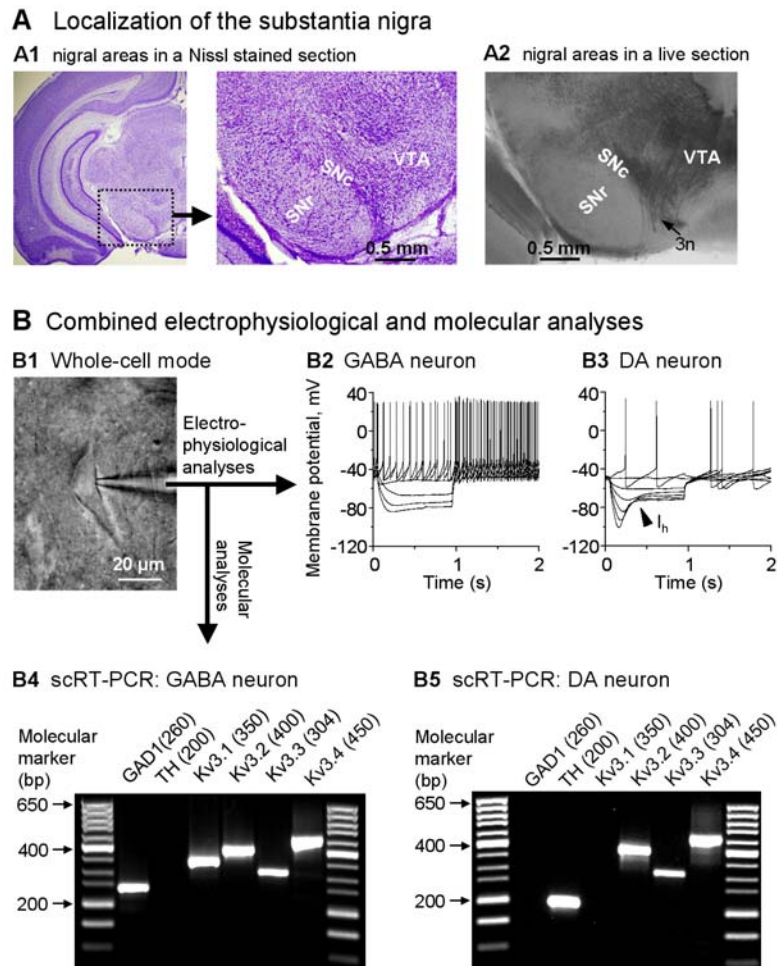 A Localization of the substantia nigra
A1 nigral areas in a Nissl stained section
A2 nigral areas in a live section
VTA
SNc
SNr
0.5 mm
VTA
SNc
SNr
3n
0.5 mm
B Combined electrophysiological and molecular analyses
B1 Whole-cell mode
B2 GABA neuron
B3 DA neuron
Electro-
physiological
analyses
20 µm
Molecular
analyses
Membrane potential, mV
40
0
-40
-80
-120
0 1 2
Time (s)
40
0
-40
-80
-120
Ih
0 1 2
Time (s)
B4 scRT-PCR: GABA neuron
B5 scRT-PCR: DA neuron
Molecular
marker
(bp)
GAD1(260)
TH (200)
Kv3.1 (350)
Kv3.2 (400)
Kv3.3 (304)
Kv3.4 (450)
650
400
200
Molecular
marker
(bp)
GAD1 (260)
TH (200)
Kv3.1 (350)
Kv3.2 (400)
Kv3.3 (304)
Kv3.4 (450)
650
400
200